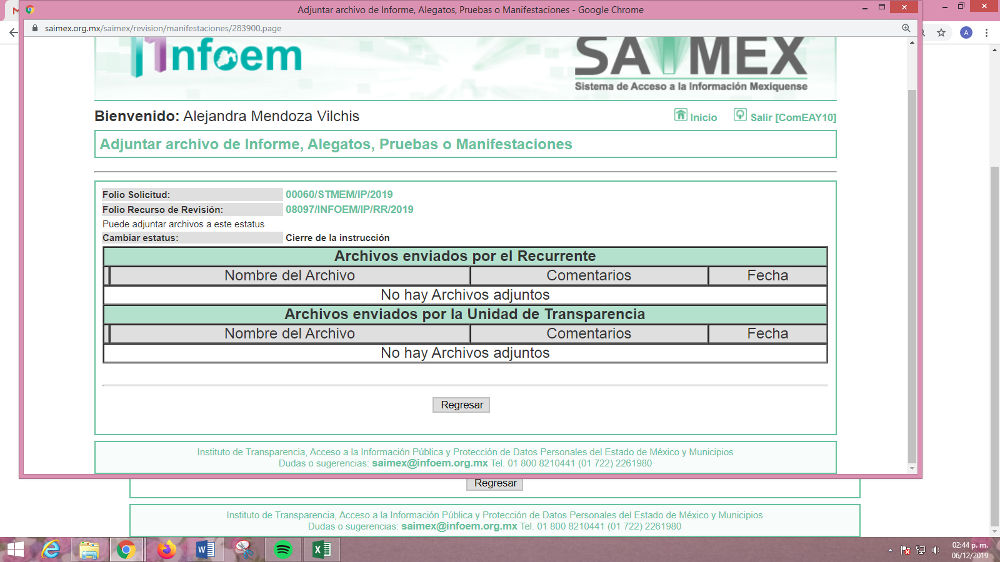 Adjuntar archivo de Informe, Alegatos, Pruebas o Manifestaciones - Google Chrome
saimex.org.mx/saimex/revision/manifestaciones/283900.page
A
Infoem
SAIMEX
Sistema de Acceso a la Información Mexiquense
Bienvenido: Alejandra Mendoza Vilchis
Inicio
Salir [ComEAY10]
Adjuntar archivo de Informe, Alegatos, Pruebas o Manifestaciones
Folio Solicitud: 00060/STMEM/IP/2019
Folio Recurso de Revisión: 08097/INFOEM/IP/RR/2019
Puede adjuntar archivos a este estatus
Cambiar estatus: Cierre de la instrucción
Archivos enviados por el Recurrente
Nombre del Archivo Comentarios Fecha
No hay Archivos adjuntos
Archivos enviados por la Unidad de Transparencia
Nombre del Archivo Comentarios Fecha
No hay Archivos adjuntos
Regresar
Instituto de Transparencia, Acceso a la Información Pública y Protección de Datos Personales del Estado de México y Municipios
Dudas o sugerencias: saimex@infoem.org.mx Tel. 01 800 8210441 (01 722) 2261980
Regresar
Instituto de Transparencia, Acceso a la Información Pública y Protección de Datos Personales del Estado de México y Municipios
Dudas o sugerencias: saimex@infoem.org.mx Tel. 01 800 8210441 (01 722) 2261980
02:44 p. m.
06/12/2019